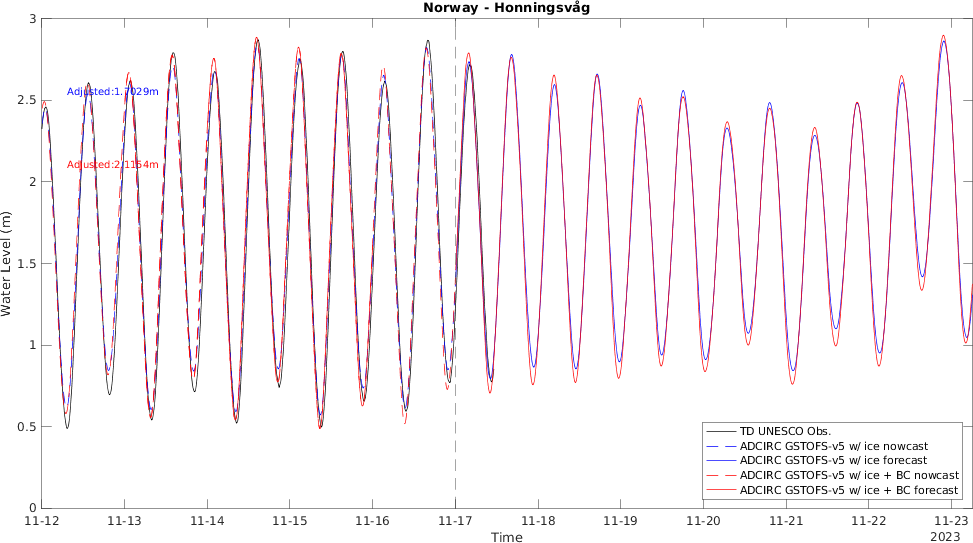 Norway - Honningsvåg
3
2.5
2
1.5
1
0.5
0
Water Level (m)
Adjusted:1.7029m
Adjusted:2.1154m
TD UNESCO Obs.
ADCIRC GSTOFS-v5 w/ ice nowcast
ADCIRC GSTOFS-v5 w/ ice forecast
ADCIRC GSTOFS-v5 w/ ice + BC nowcast
ADCIRC GSTOFS-v5 w/ ice + BC forecast
11-12 11-13 11-14 11-15 11-16 11-17 11-18 11-19 11-20 11-21 11-22 11-23
Time
2023